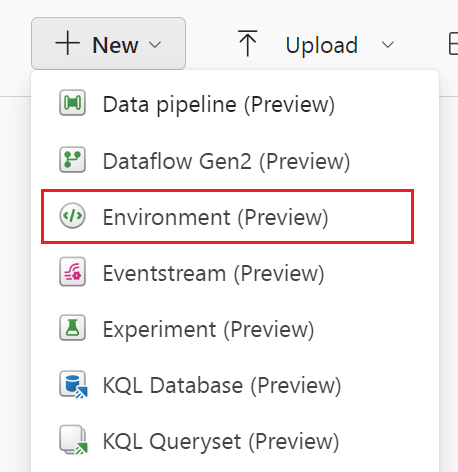 New Upload
Data pipeline (Preview)
Dataflow Gen2 (Preview)
Environment (Preview)
Eventstream (Preview)
Experiment (Preview)
KQL Database (Preview)
KQL Queryset (Preview)